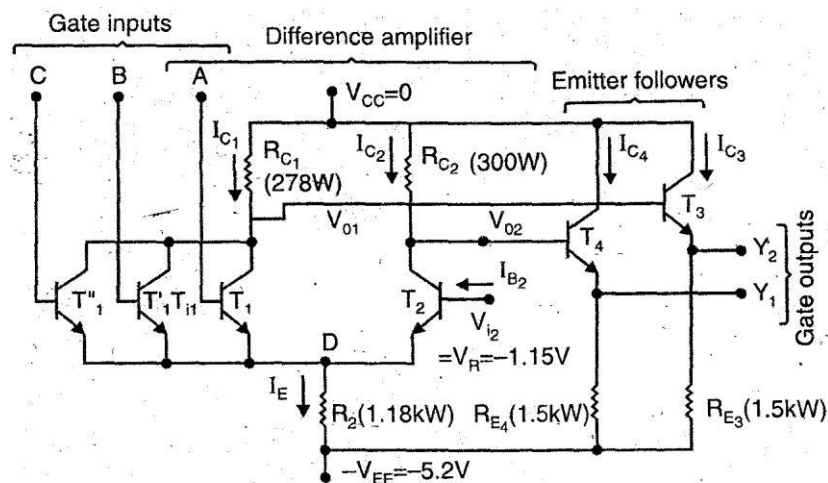 Gate inputs
Difference amplifier
C B A
Emitter followers
V_CC=0
I_C1
R_C1
(278W)
I_C2
R_C2 (300W)
I_C4
I_C3
V_01
V_02
T_3
T_4
Y_2
Y_1
Gate outputs
T"_1
T'_1 T_i1
T_1
T_2
I_B2
V_i2
=V_R=–1.15V
D
I_E
R_2(1.18kW)
R_E4(1.5kW)
R_E3(1.5kW)
–V_EE=–5.2V